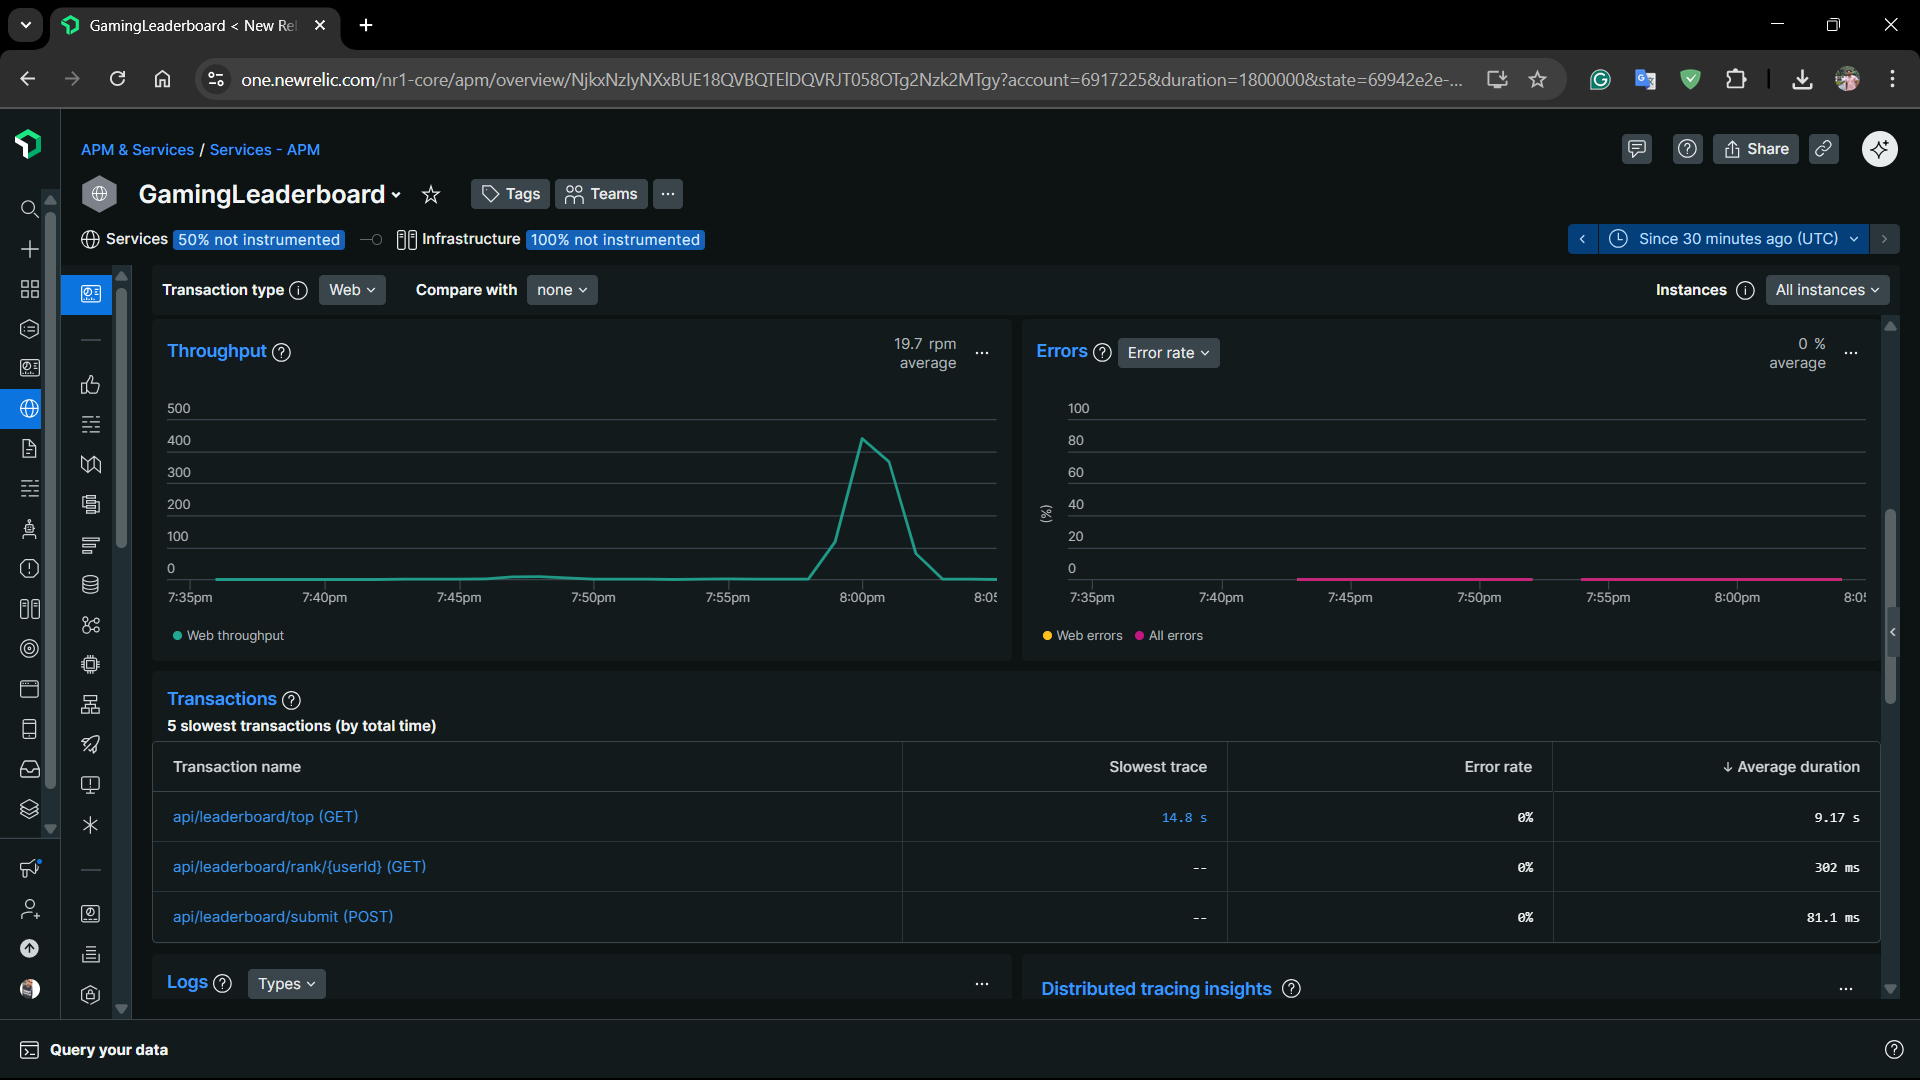 GamingLeaderboard < New Rel
one.newrelic.com/nr1-core/apm/overview/NjkxNzIyNXxBUE18QVBQTElDQVRJT058OTg2Nzk2MTgy?account=6917225&duration=1800000&state=69942e2e-...
APM & Services / Services - APM
Share
GamingLeaderboard
Tags
Teams
Services 50% not instrumented
Infrastructure 100% not instrumented
Since 30 minutes ago (UTC)
Transaction type Web
Compare with none
Instances All instances
Throughput
19.7 rpm
average
500
400
300
200
100
0
7:35pm 7:40pm 7:45pm 7:50pm 7:55pm 8:00pm 8:05
Web throughput
Errors Error rate
0 %
average
(%)
100
80
60
40
20
0
7:35pm 7:40pm 7:45pm 7:50pm 7:55pm 8:00pm 8:05
Web errors All errors
Transactions
5 slowest transactions (by total time)
Transaction name Slowest trace Error rate Average duration
api/leaderboard/top (GET) 14.8 s 0% 9.17 s
api/leaderboard/rank/{userId} (GET) -- 0% 302 ms
api/leaderboard/submit (POST) -- 0% 81.1 ms
Logs Types
Distributed tracing insights
Query your data